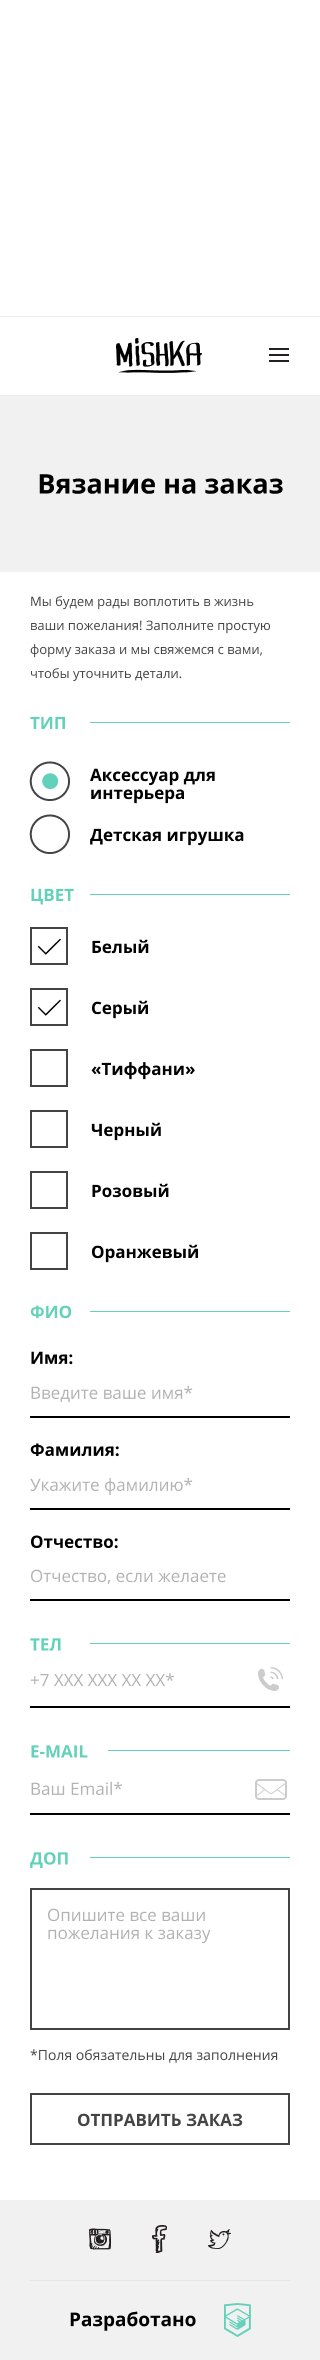 MiSHKA
Вязание на заказ
Мы будем рады воплотить в жизнь
ваши пожелания! Заполните простую
форму заказа и мы свяжемся с вами,
чтобы уточнить детали.
ТИП
Аксессуар для
интерьера
Детская игрушка
ЦВЕТ
Белый
Серый
«Тиффани»
Черный
Розовый
Оранжевый
ФИО
Имя:
Введите ваше имя*
Фамилия:
Укажите фамилию*
Отчество:
Отчество, если желаете
ТЕЛ
+7 XXX XXX XX XX*
E-MAIL
Ваш Email*
ДОП
Опишите все ваши
пожелания к заказу
*Поля обязательны для заполнения
ОТПРАВИТЬ ЗАКАЗ
Разработано